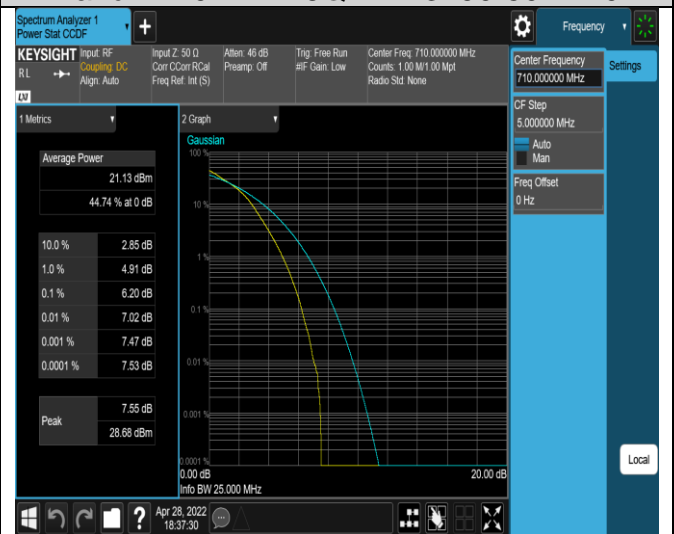 Spectrum Analyzer 1
Power Stat CCDF
+
Frequency
KEYSIGHT
RL
LXI
Input: RF
Coupling: DC
Align: Auto
Input Z: 50 Ω
Corr CCorr RCal
Freq Ref: Int (S)
Atten: 46 dB
Preamp: Off
Trig: Free Run
#IF Gain: Low
Center Freq: 710.000000 MHz
Counts: 1.00 M/1.00 Mpt
Radio Std: None
Center Frequency
710.000000 MHz
Settings
CF Step
5.000000 MHz
Auto
Man
Freq Offset
0 Hz
Local
1 Metrics
Average Power
21.13 dBm
44.74 % at 0 dB
10.0 % 2.85 dB
1.0 % 4.91 dB
0.1 % 6.20 dB
0.01 % 7.02 dB
0.001 % 7.47 dB
0.0001 % 7.53 dB
Peak
7.55 dB
28.68 dBm
2 Graph
Gaussian
100 %
10 %
1 %
0.1 %
0.01 %
0.001 %
0.0001 %
0.00 dB 20.00 dB
Info BW 25.000 MHz
?
Apr 28, 2022
18:37:30